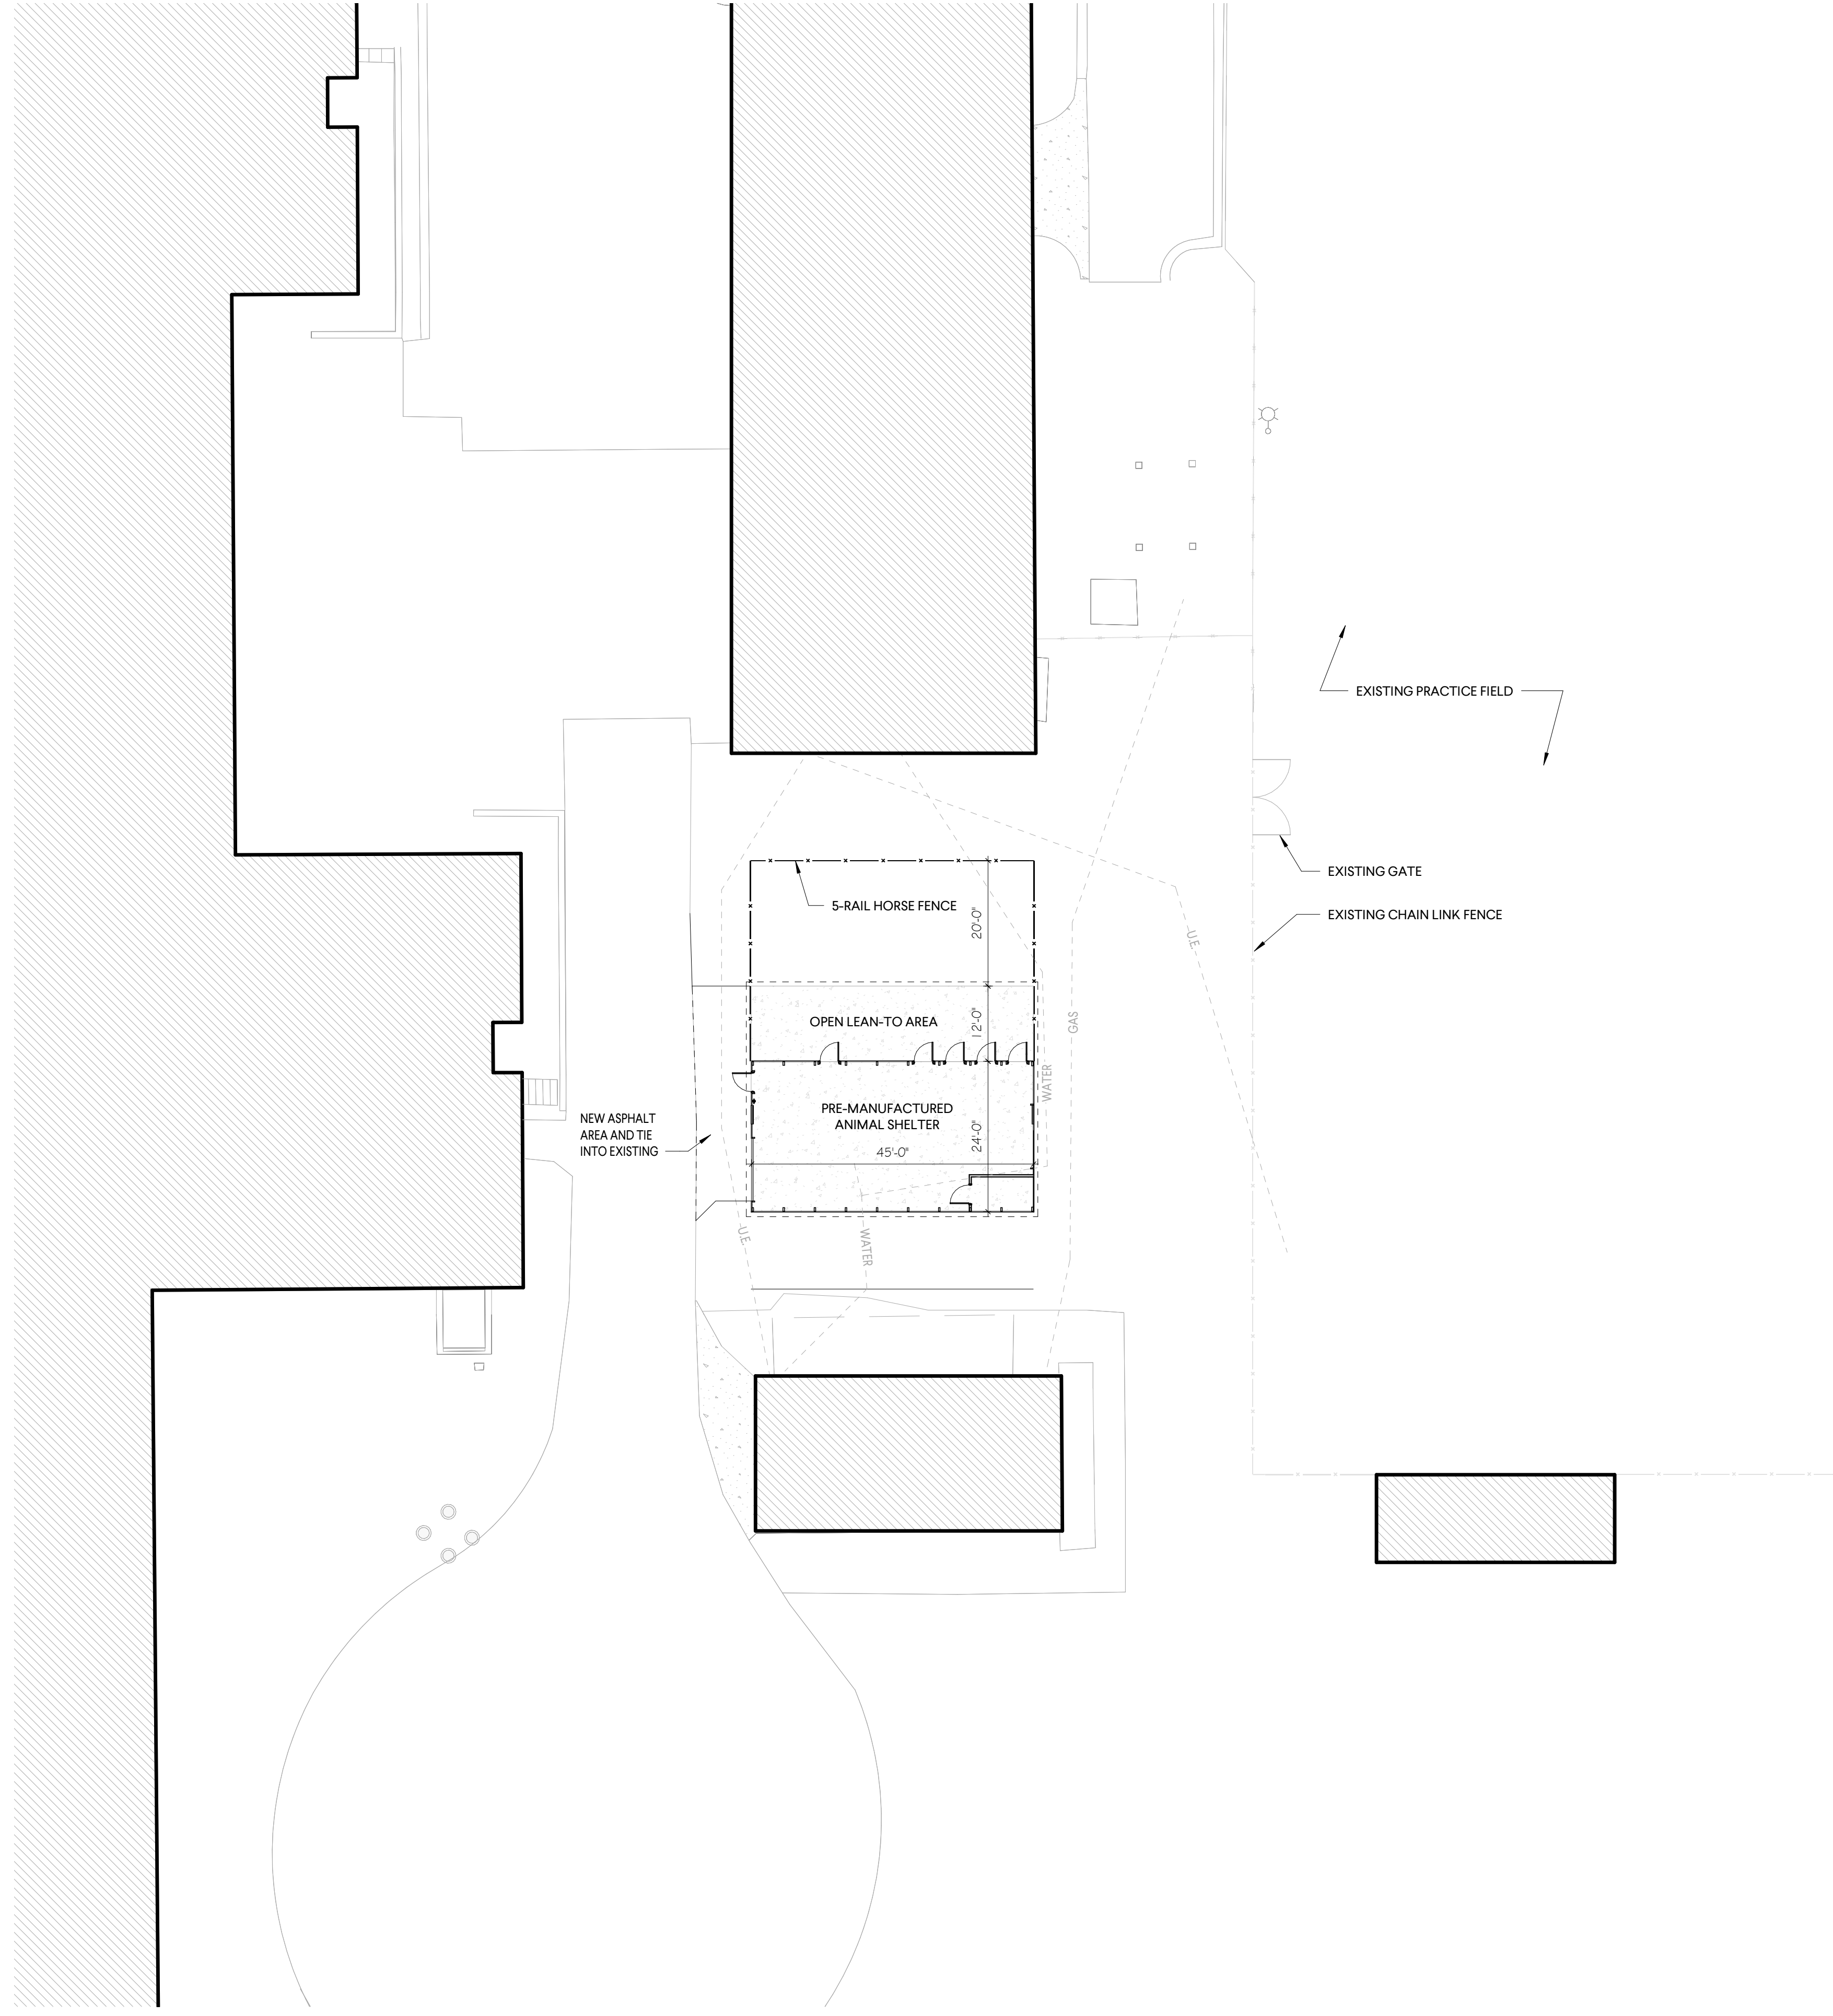 EXISTING PRACTICE FIELD
EXISTING GATE
5-RAIL HORSE FENCE
20'-0"
EXISTING CHAIN LINK FENCE
U.E.
OPEN LEAN-TO AREA
12'-0"
GAS
WATER
PRE-MANUFACTURED
ANIMAL SHELTER
24'-0"
45'-0"
NEW ASPHALT
AREA AND TIE
INTO EXISTING
U.E.
WATER